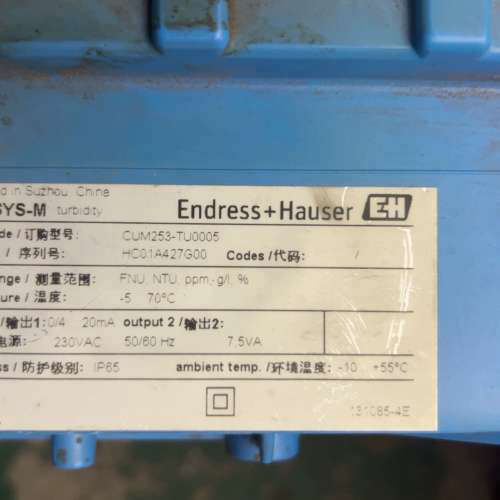 d in Suzhou, China
SYS-M turbidity Endress+Hauser EH
de / 订购型号: CUM253-TU0005
/ 序列号: HC01A427G00 Codes /代码: /
nge / 测量范围: FNU, NTU, ppm, g/l, %
ure / 温度: -5 70°C
/输出1: 0/4 20mA output 2 /输出2:
电源: 230VAC 50/60 Hz 7,5VA
ss / 防护级别: IP65 ambient temp. /环境温度: -10 +55°C
131085-4E